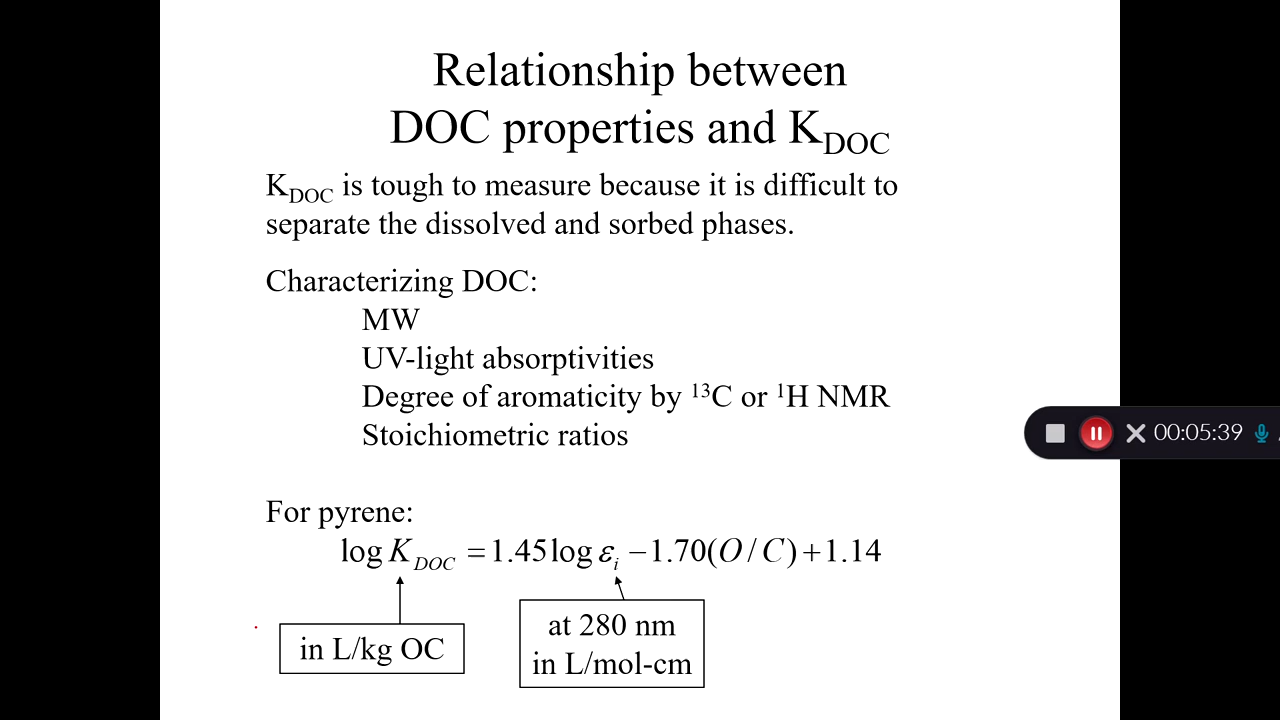 Relationship between
DOC properties and K_DOC
K_DOC is tough to measure because it is difficult to
separate the dissolved and sorbed phases.
Characterizing DOC:
MW
UV-light absorptivities
Degree of aromaticity by ¹³C or ¹H NMR
Stoichiometric ratios
For pyrene:
log K_DOC = 1.45 log ε_i − 1.70(O / C) + 1.14
in L/kg OC
at 280 nm
in L/mol-cm
00:05:39